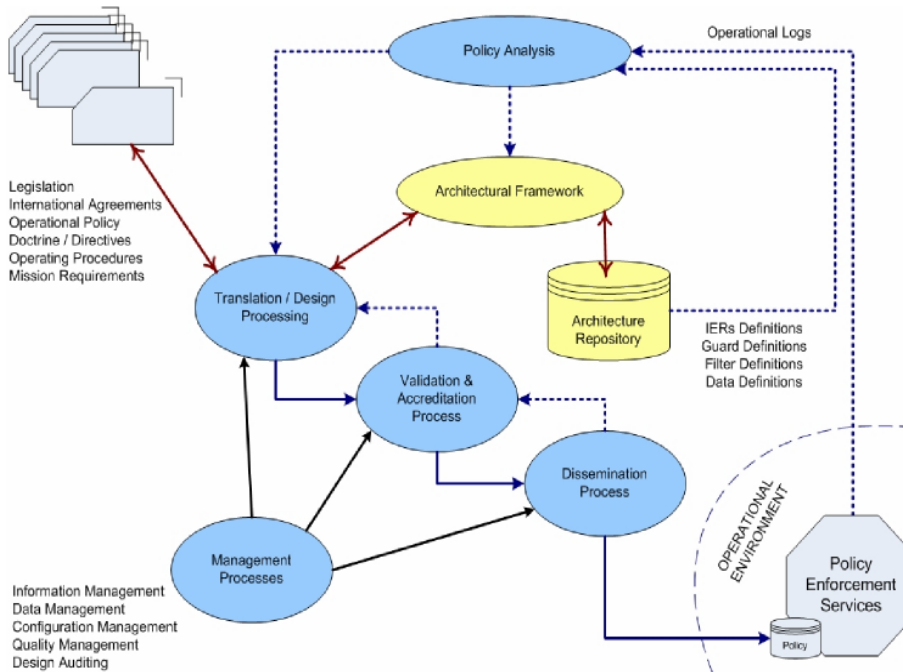 Operational Logs
Policy Analysis
Legislation
International Agreements
Operational Policy
Doctrine / Directives
Operating Procedures
Mission Requirements
Architectural Framework
Translation / Design
Processing
Architecture
Repository
IERs Definitions
Guard Definitions
Filter Definitions
Data Definitions
Validation &
Accreditation
Process
Dissemination
Process
OPERATIONAL
ENVIRONMENT
Management
Processes
Policy
Enforcement
Services
Policy
Information Management
Data Management
Configuration Management
Quality Management
Design Auditing